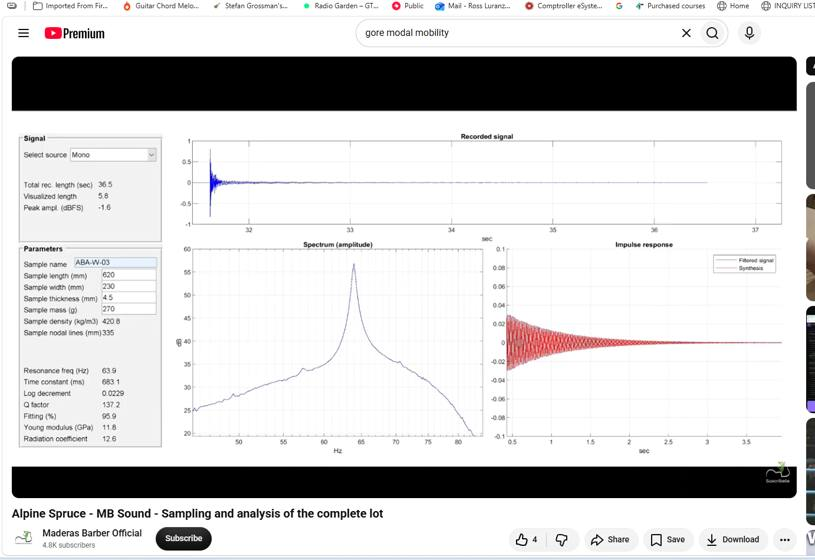 Imported From Fir... Guitar Chord Melo... Stefan Grossman's... Radio Garden – GT... Public Mail - Ross Luranz... Comptroller eSyste... Purchased courses Home INQUIRY LIST
Premium
gore modal mobility
Signal
Select source Mono
Total rec. length (sec) 36.5
Visualized length 5.8
Peak ampl. (dBFS) -1.6
Parameters
Sample name ABA-W-03
Sample length (mm) 620
Sample width (mm) 230
Sample thickness (mm) 4.5
Sample mass (g) 270
Sample density (kg/m3) 420.8
Sample nodal lines (mm) 335
Resonance freq (Hz) 63.9
Time constant (ms) 683.1
Log decrement 0.0229
Q factor 137.2
Fitting (%) 95.9
Young modulus (GPa) 11.8
Radiation coefficient 12.6
Recorded signal
1
0.5
0
-0.5
-1
32 33 34 35 36 37
sec
Spectrum (amplitude)
60
55
50
45
40
35
30
25
20
dB
50 55 60 65 70 75 80
Hz
Impulse response
Filtered signal
Synthesis
0.1
0.08
0.06
0.04
0.02
0
-0.02
-0.04
-0.06
-0.08
-0.1
0.5 1 1.5 2 2.5 3 3.5
sec
Suscríbete
Alpine Spruce - MB Sound - Sampling and analysis of the complete lot
Maderas Barber Official
4.8K subscribers
Subscribe
4
Share
Save
Download